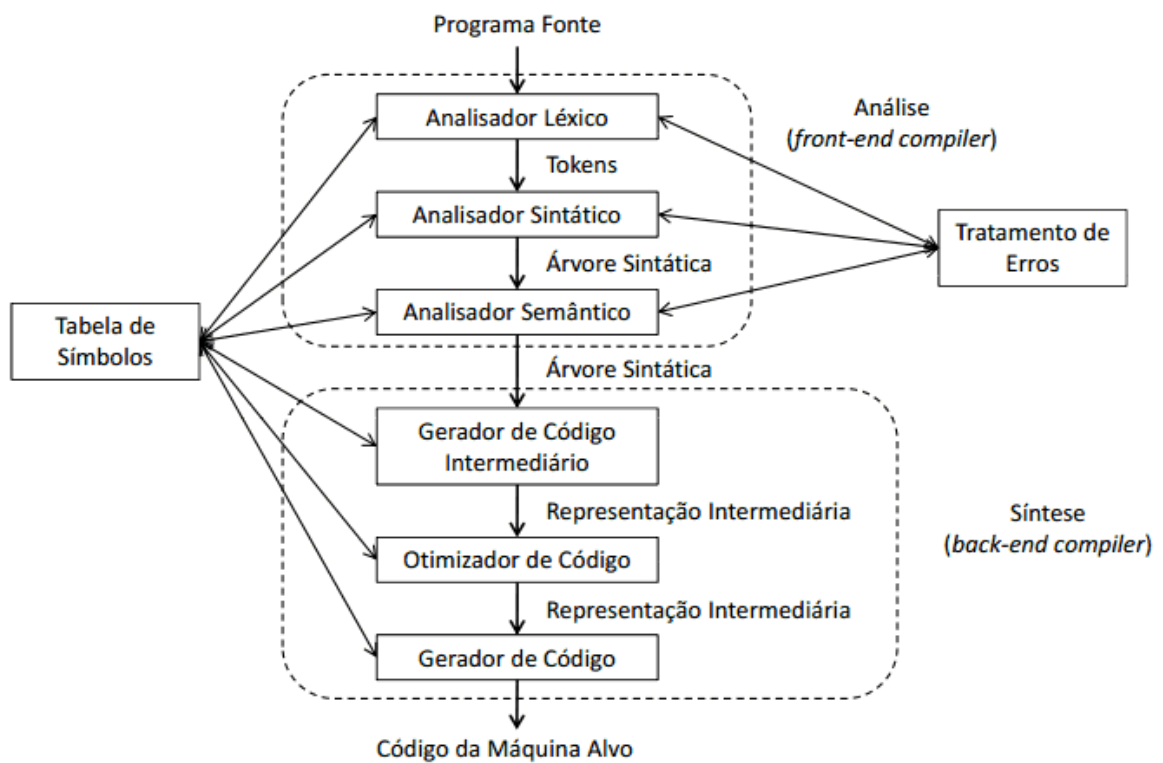 Programa Fonte
Analisador Léxico
Análise
(front-end compiler)
Tokens
Analisador Sintático
Tratamento de
Erros
Árvore Sintática
Analisador Semântico
Tabela de
Símbolos
Árvore Sintática
Gerador de Código
Intermediário
Representação Intermediária
Síntese
(back-end compiler)
Otimizador de Código
Representação Intermediária
Gerador de Código
Código da Máquina Alvo